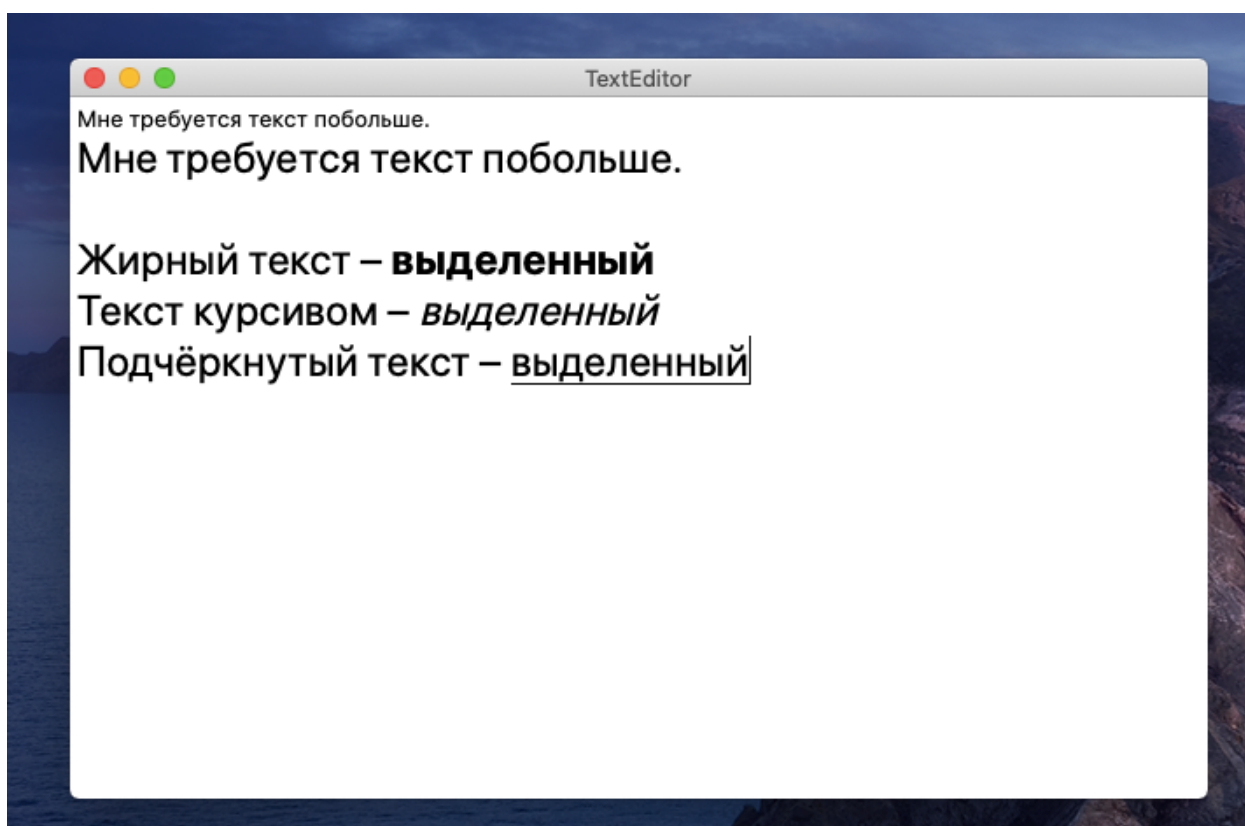 TextEditor
Мне требуется текст побольше.
Мне требуется текст побольше.
Жирный текст – выделенный
Текст курсивом – выделенный
Подчёркнутый текст – выделенный